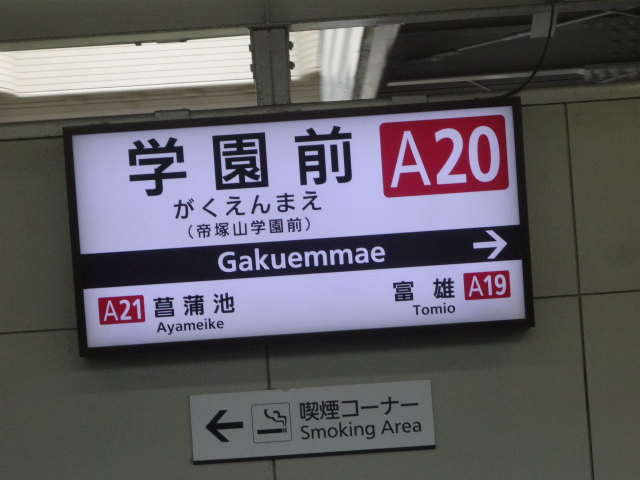 学園前 A20
がくえんまえ
(帝塚山学園前)
Gakuemmae →
A21 菖蒲池 富雄 A19
Ayameike Tomio
← 喫煙コーナー
Smoking Area